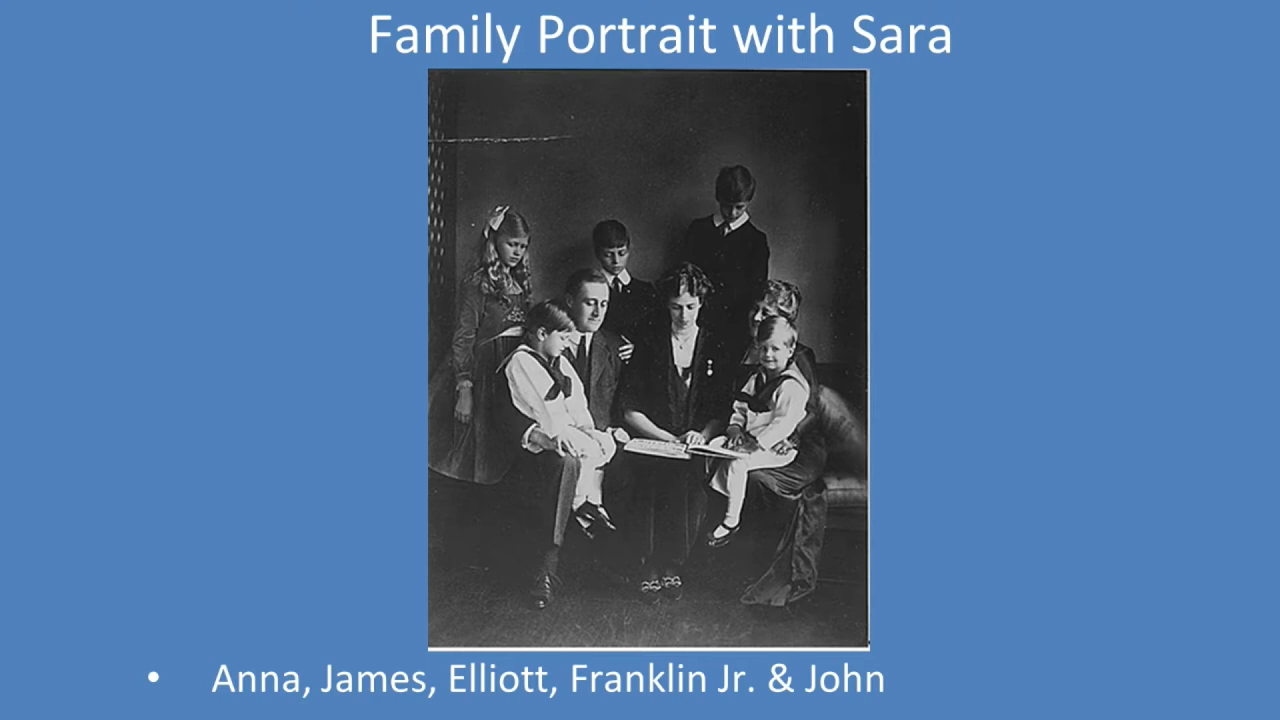 Family Portrait with Sara
• Anna, James, Elliott, Franklin Jr. & John